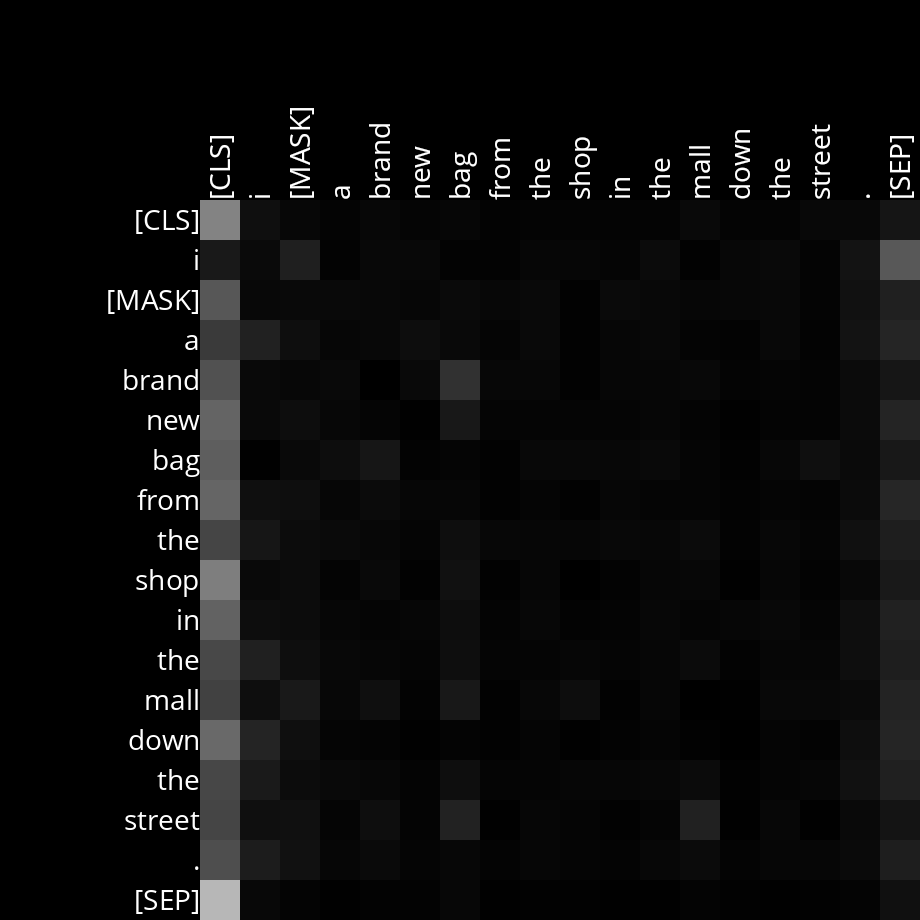 [CLS] i [MASK] a brand new bag from the shop in the mall down the street . [SEP]
[CLS]
i
[MASK]
a
brand
new
bag
from
the
shop
in
the
mall
down
the
street
.
[SEP]